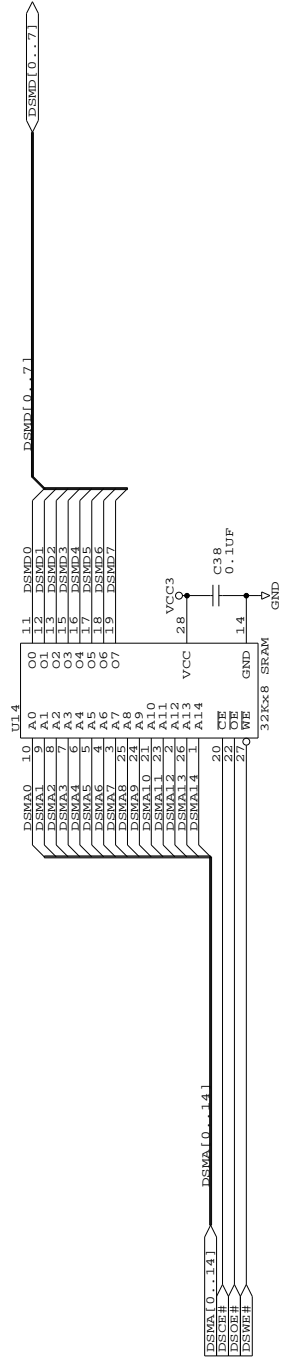 DSMD[0..7]
DSMD[0..7]
U14
10 A0 O0 11
9 A1 O1 12
8 A2 O2 13
7 A3 O3 15
6 A4 O4 16
5 A5 O5 17
4 A6 O6 18
3 A7 O7 19
25 A8
24 A9
21 A10
23 A11
2 A12
26 A13
1 A14
20 CE
22 OE
27 WE
VCC 28
GND 14
32Kx8 SRAM
DSMD0
DSMD1
DSMD2
DSMD3
DSMD4
DSMD5
DSMD6
DSMD7
VCC3
C38
0.1UF
GND
DSMA0
DSMA1
DSMA2
DSMA3
DSMA4
DSMA5
DSMA6
DSMA7
DSMA8
DSMA9
DSMA10
DSMA11
DSMA12
DSMA13
DSMA14
DSMA[0..14]
DSMA[0..14]
DSCE#
DSOE#
DSWE#